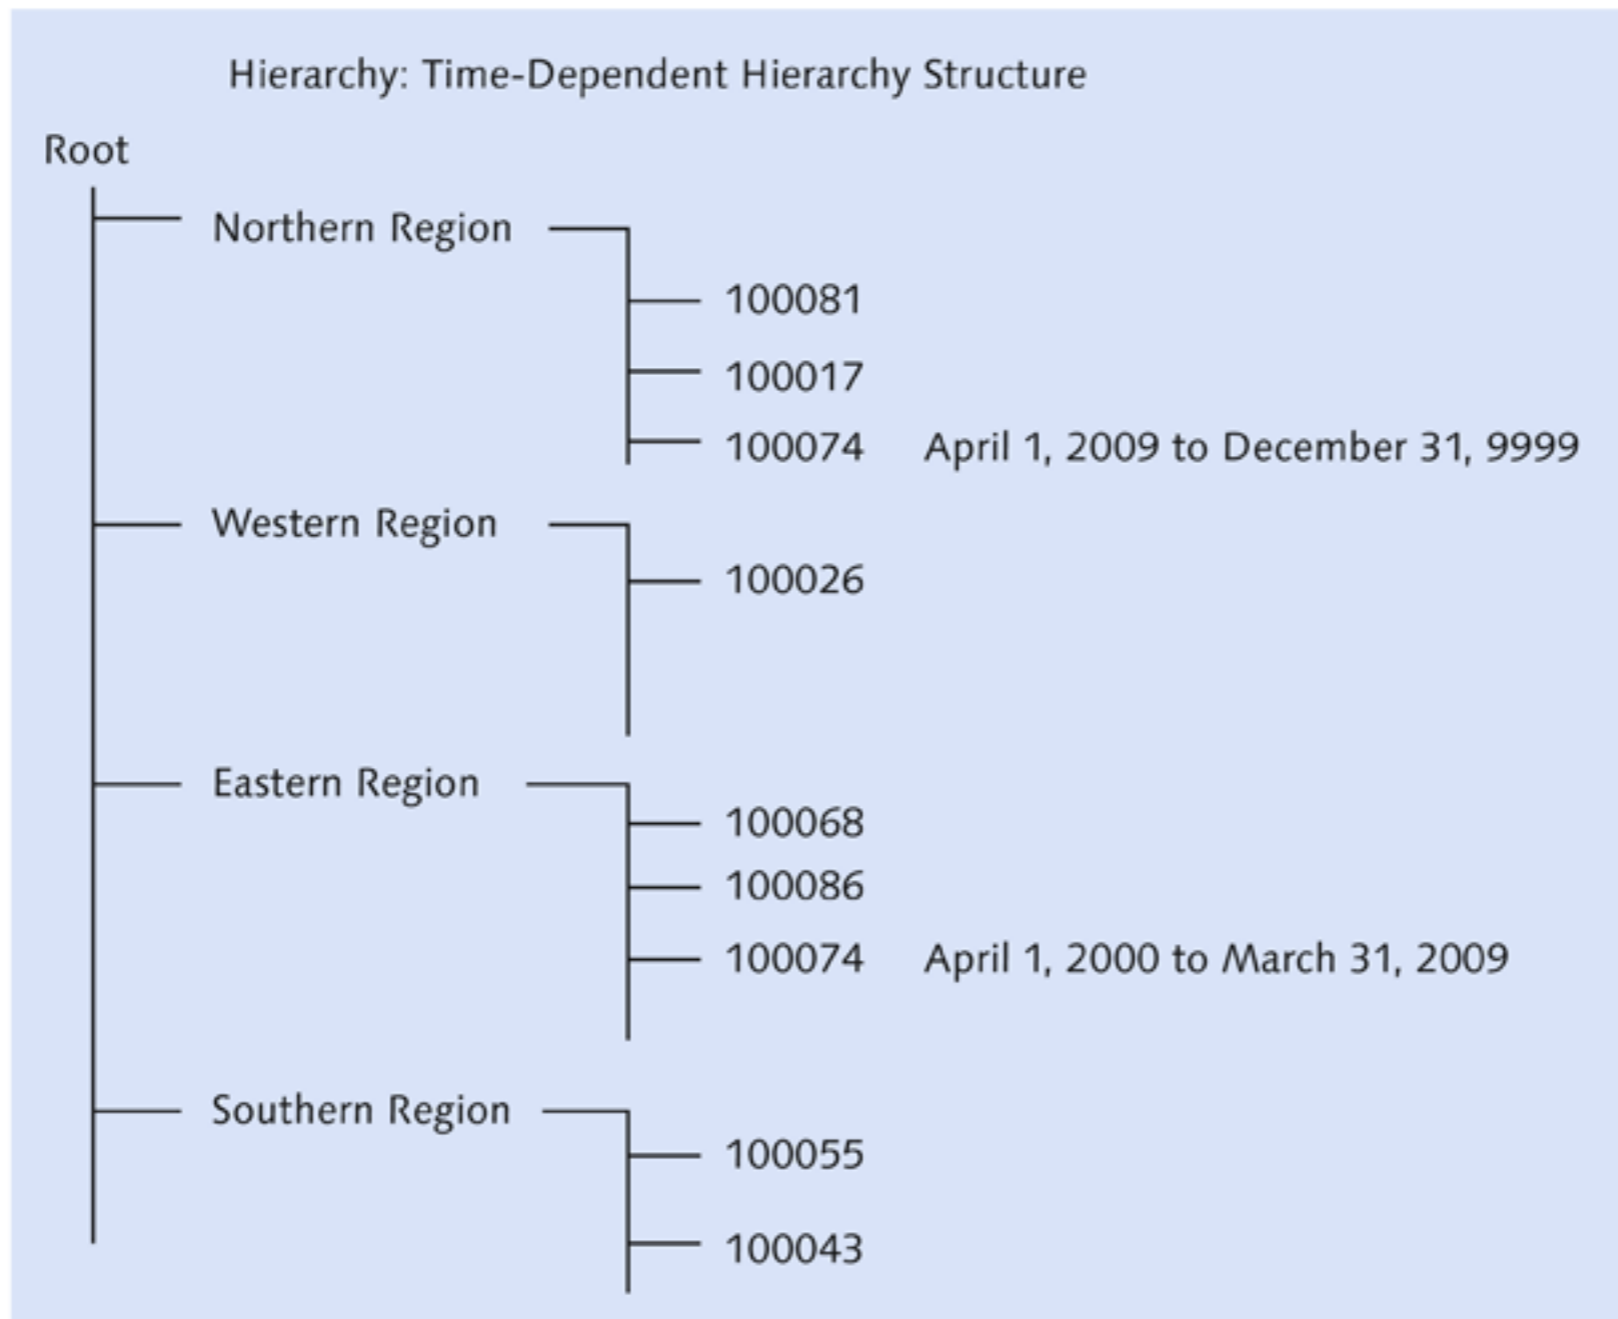 Hierarchy: Time-Dependent Hierarchy Structure
Root
Northern Region
100081
100017
100074 April 1, 2009 to December 31, 9999
Western Region
100026
Eastern Region
100068
100086
100074 April 1, 2000 to March 31, 2009
Southern Region
100055
100043